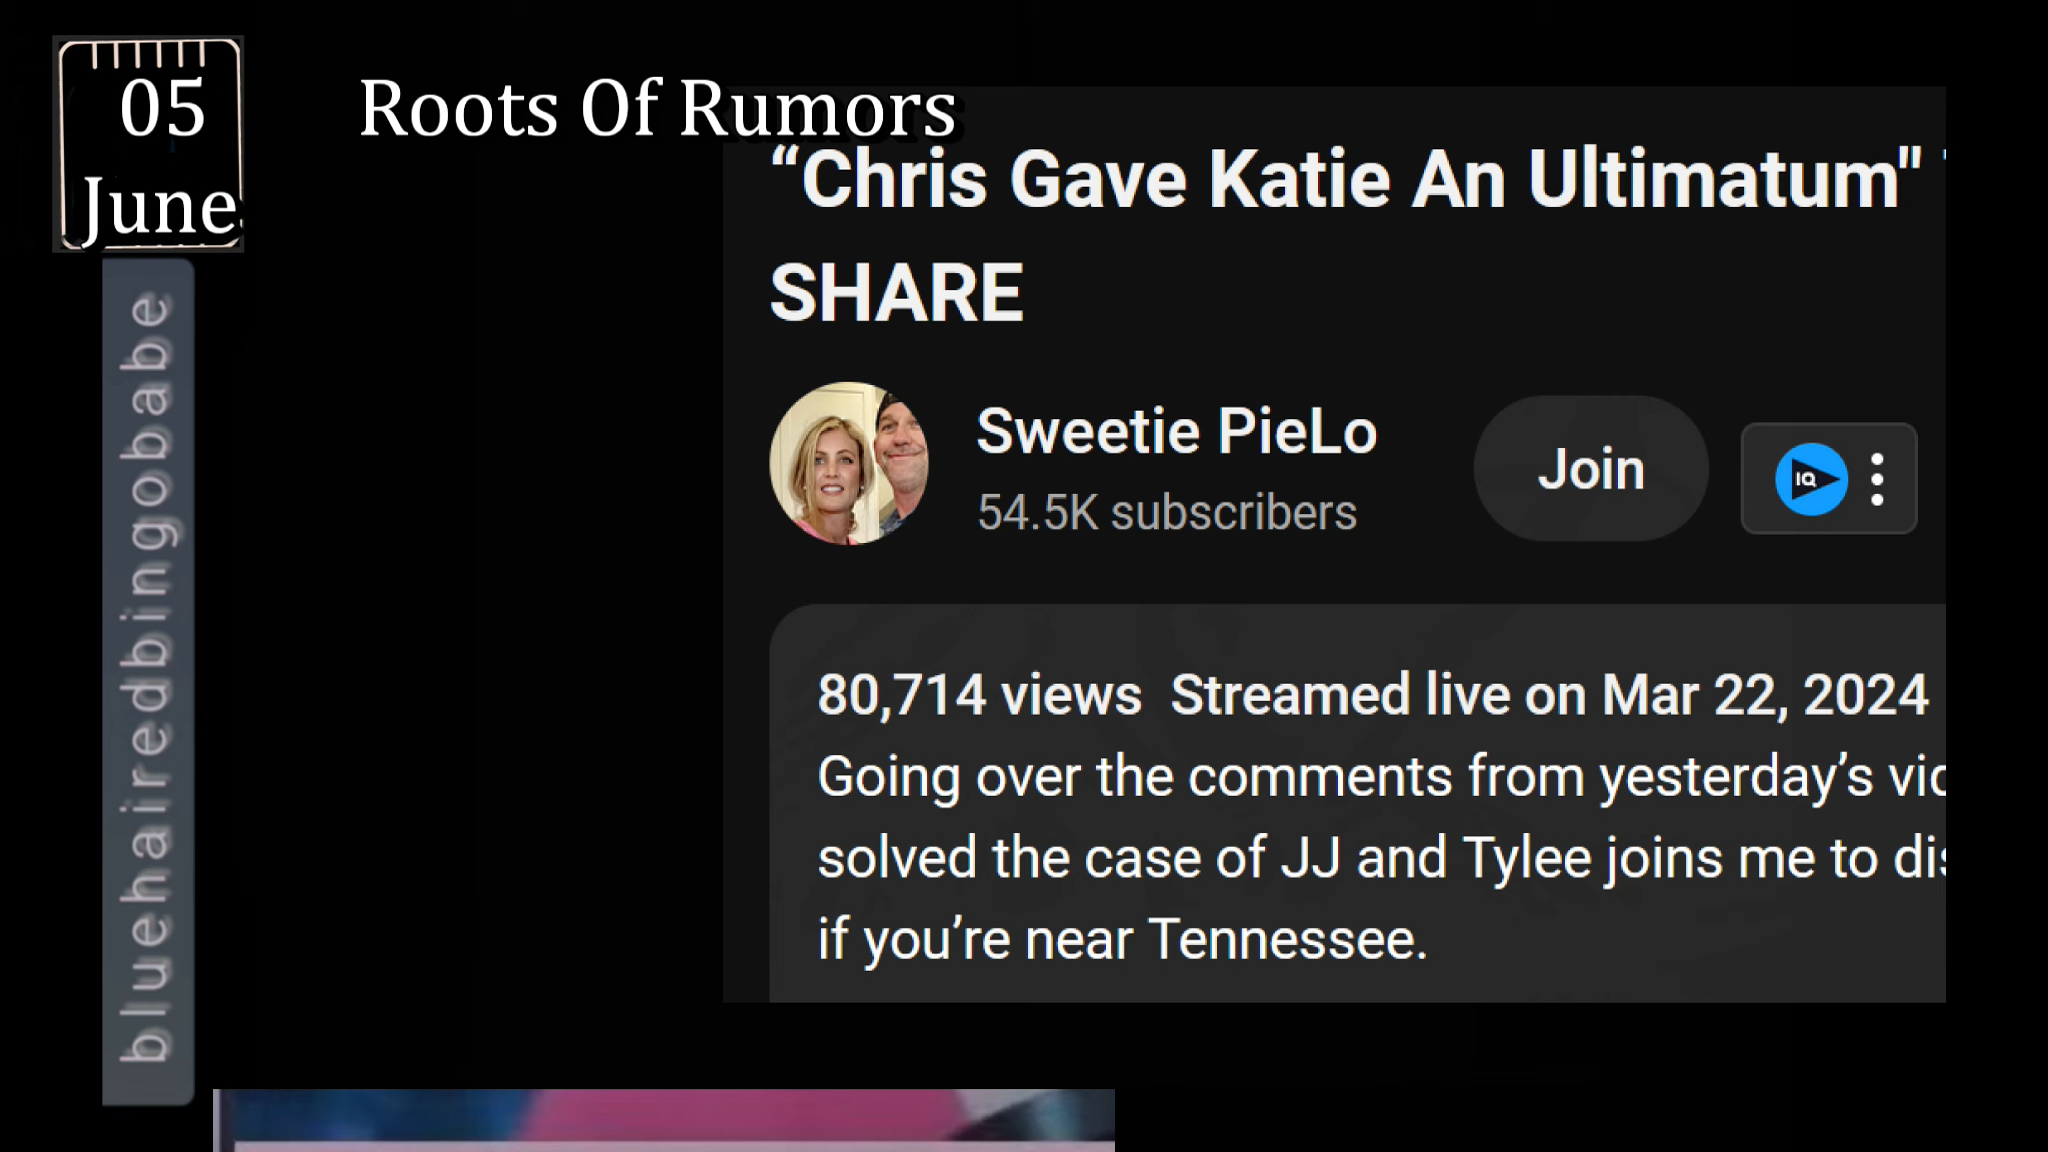 05
June
Roots Of Rumors
“Chris Gave Katie An Ultimatum"
SHARE
Sweetie PieLo
54.5K subscribers
Join
IQ
80,714 views Streamed live on Mar 22, 2024
Going over the comments from yesterday’s
solved the case of JJ and Tylee joins me to
if you’re near Tennessee.
bluehairedbingobabe